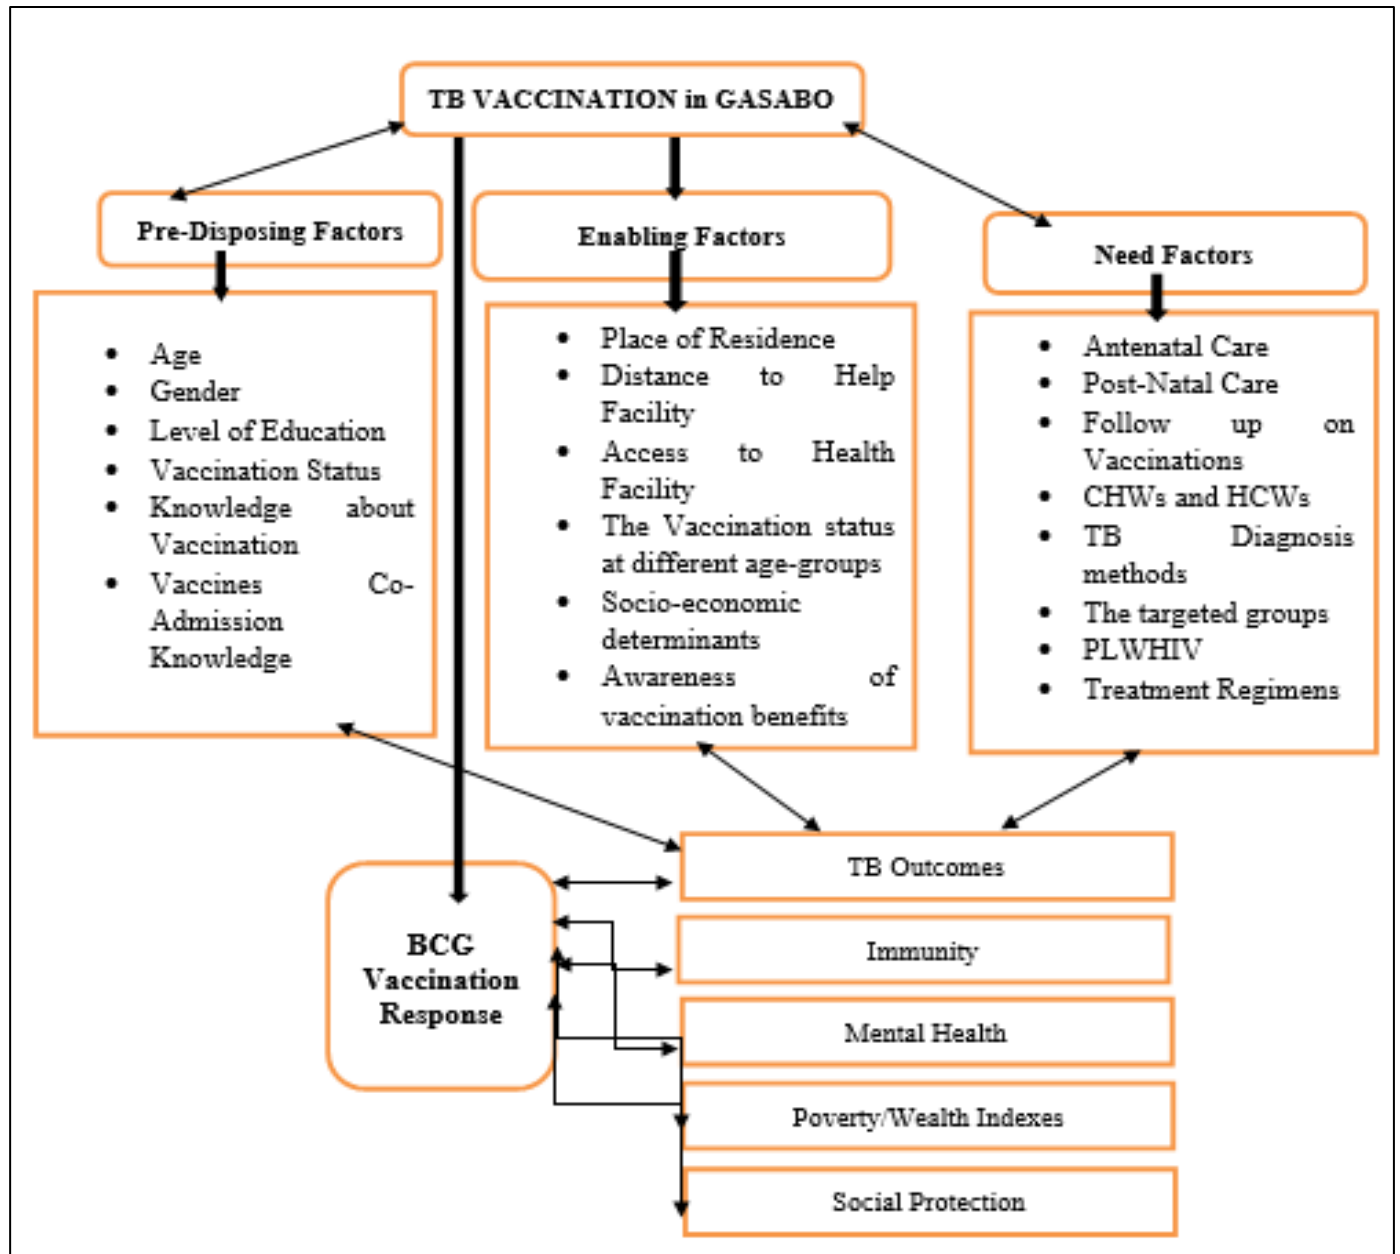 TB VACCINATION in GASABO
Pre-Disposing Factors
Enabling Factors
Need Factors
• Age
• Gender
• Level of Education
• Vaccination Status
• Knowledge about
Vaccination
• Vaccines Co-
Admission
Knowledge
• Place of Residence
• Distance to Help
Facility
• Access to Health
Facility
• The Vaccination status
at different age-groups
• Socio-economic
determinants
• Awareness of
vaccination benefits
• Antenatal Care
• Post-Natal Care
• Follow up on
Vaccinations
• CHWs and HCWs
• TB Diagnosis
methods
• The targeted groups
• PLWHIV
• Treatment Regimens
BCG
Vaccination
Response
TB Outcomes
Immunity
Mental Health
Poverty/Wealth Indexes
Social Protection